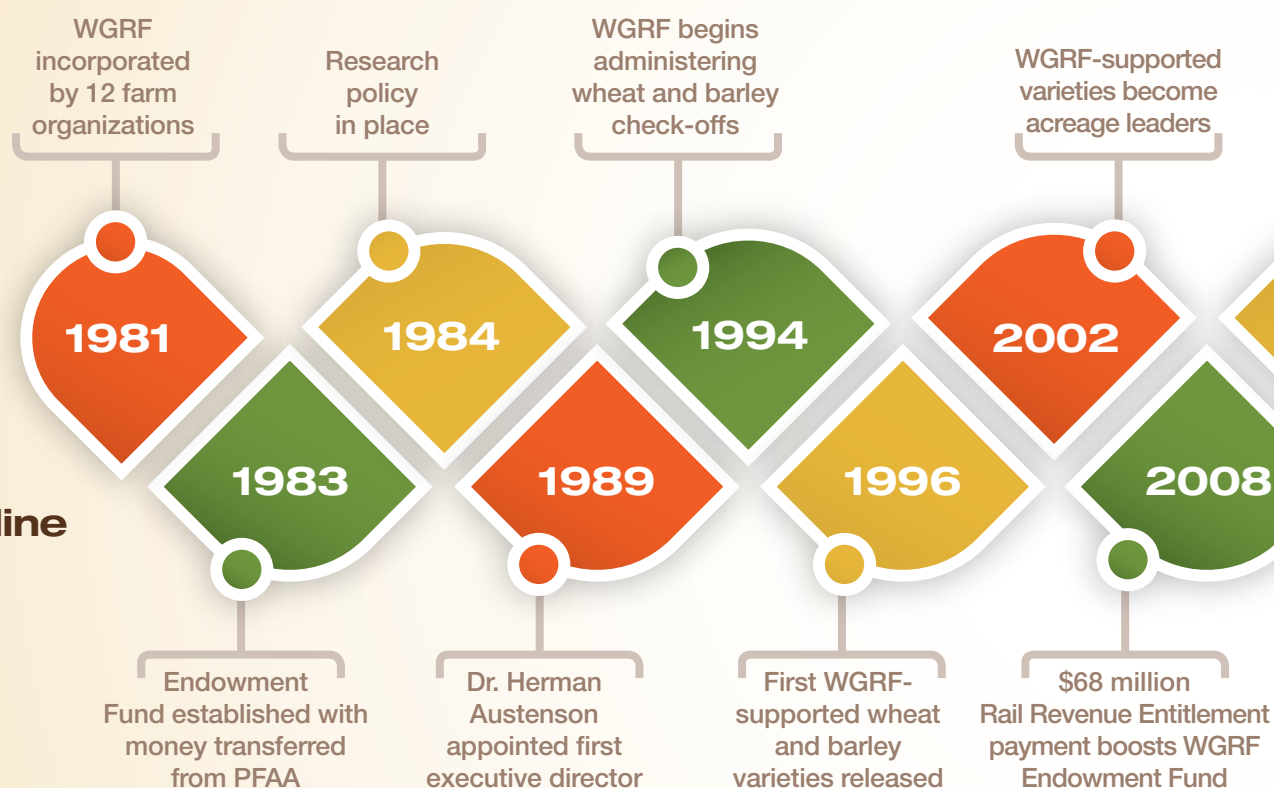 WGRF
incorporated
by 12 farm
organizations
Research
policy
in place
WGRF begins
administering
wheat and barley
check-offs
WGRF-supported
varieties become
acreage leaders
1981
1984
1994
2002
1983
1989
1996
2008
line
Endowment
Fund established with
money transferred
from PFAA
Dr. Herman
Austenson
appointed first
executive director
First WGRF-
supported wheat
and barley
varieties released
$68 million
Rail Revenue Entitlement
payment boosts WGRF
Endowment Fund